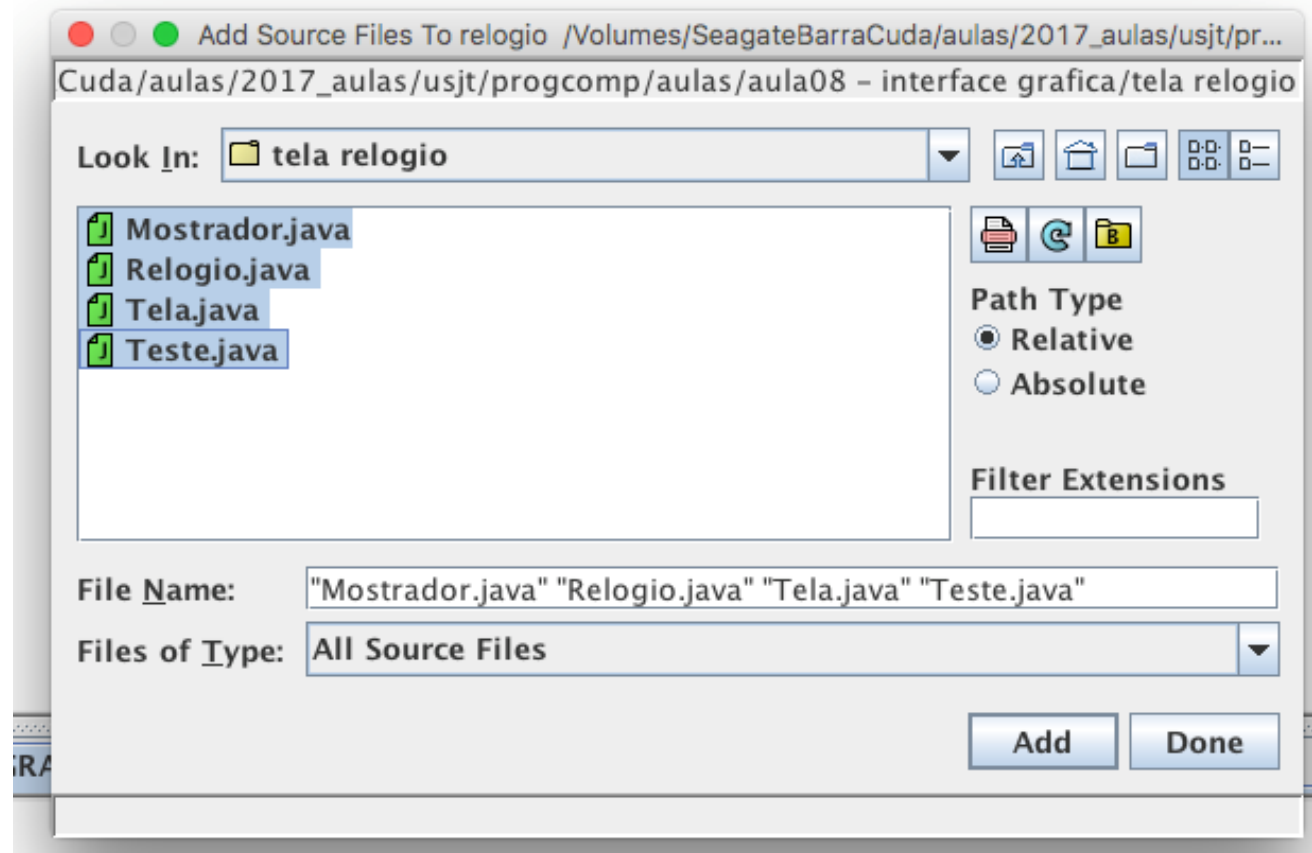 Add Source Files To relogio /Volumes/SeagateBarraCuda/aulas/2017_aulas/usjt/pr...
Cuda/aulas/2017_aulas/usjt/progcomp/aulas/aula08 – interface grafica/tela relogio
Look In: tela relogio
Mostrador.java
Relogio.java
Tela.java
Teste.java
B
Path Type
Relative
Absolute
Filter Extensions
File Name: "Mostrador.java" "Relogio.java" "Tela.java" "Teste.java"
Files of Type: All Source Files
Add Done